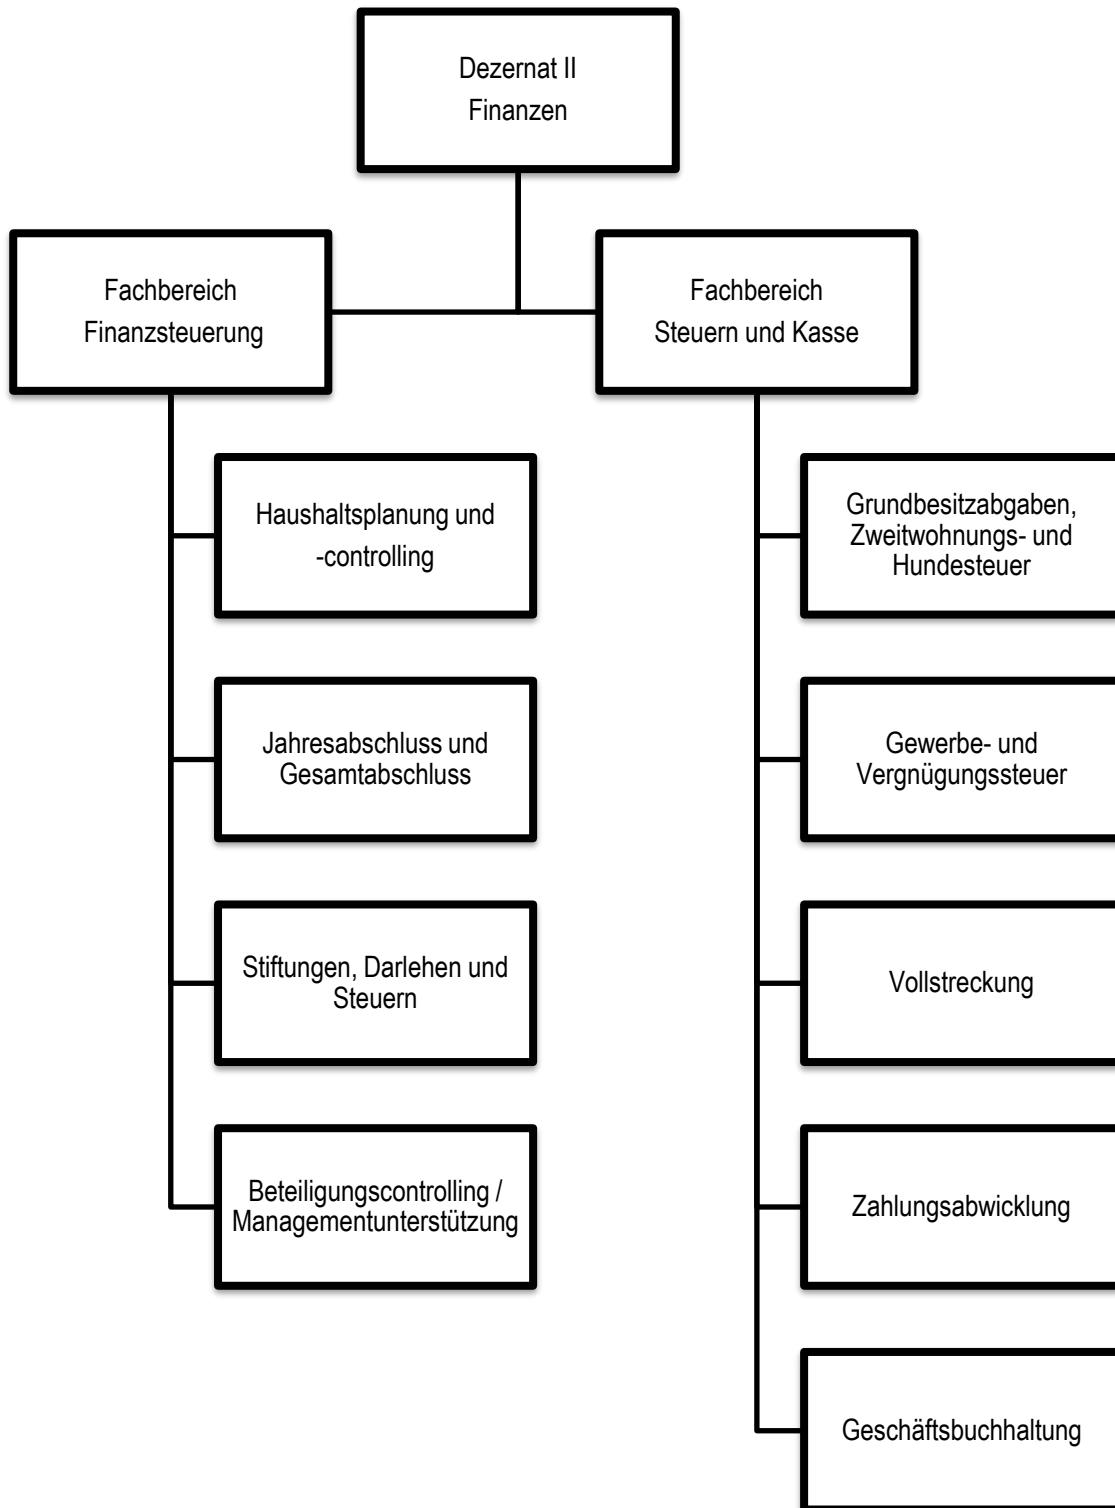 Dezernat II
Finanzen
Fachbereich
Finanzsteuerung
Fachbereich
Steuern und Kasse
Haushaltsplanung und
-controlling
Jahresabschluss und
Gesamtabschluss
Stiftungen, Darlehen und
Steuern
Beteiligungscontrolling /
Managementunterstützung
Grundbesitzabgaben,
Zweitwohnungs- und
Hundesteuer
Gewerbe- und
Vergnügungssteuer
Vollstreckung
Zahlungsabwicklung
Geschäftsbuchhaltung